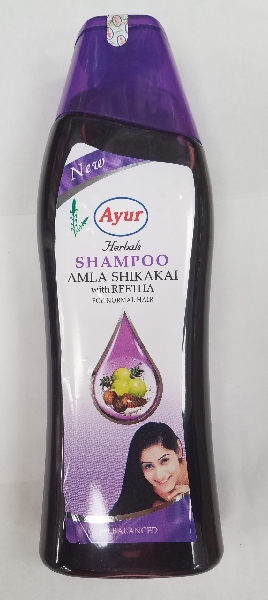 New
Ayur
Herbals
SHAMPOO
AMLA SHIKAKAI
with REETHA
FOR NORMAL HAIR
BALANCED